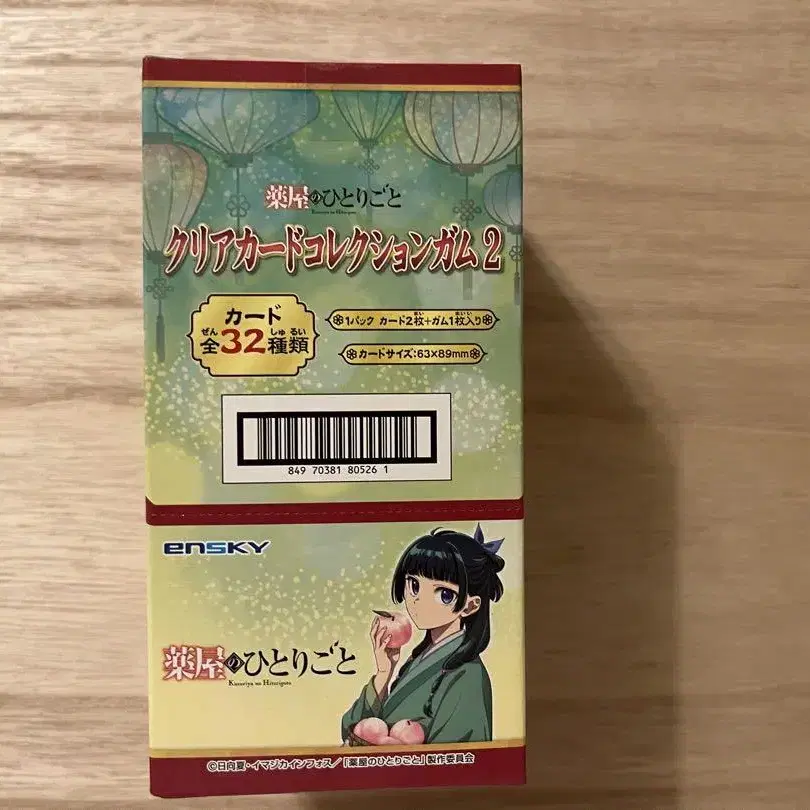 薬屋のひとりごと
Kusuriya no Hitorigoto
クリアカードコレクションガム2
カード
ぜん しゅ るい
全32種類
まい まい い
1パック カード2枚+ガム1枚入り
カードサイズ:63×89mm
849 70381 80526 1
ensky
薬屋のひとりごと
Kusuriya no Hitorigoto
©日向夏・イマジカインフォス/「薬屋のひとりごと」製作委員会